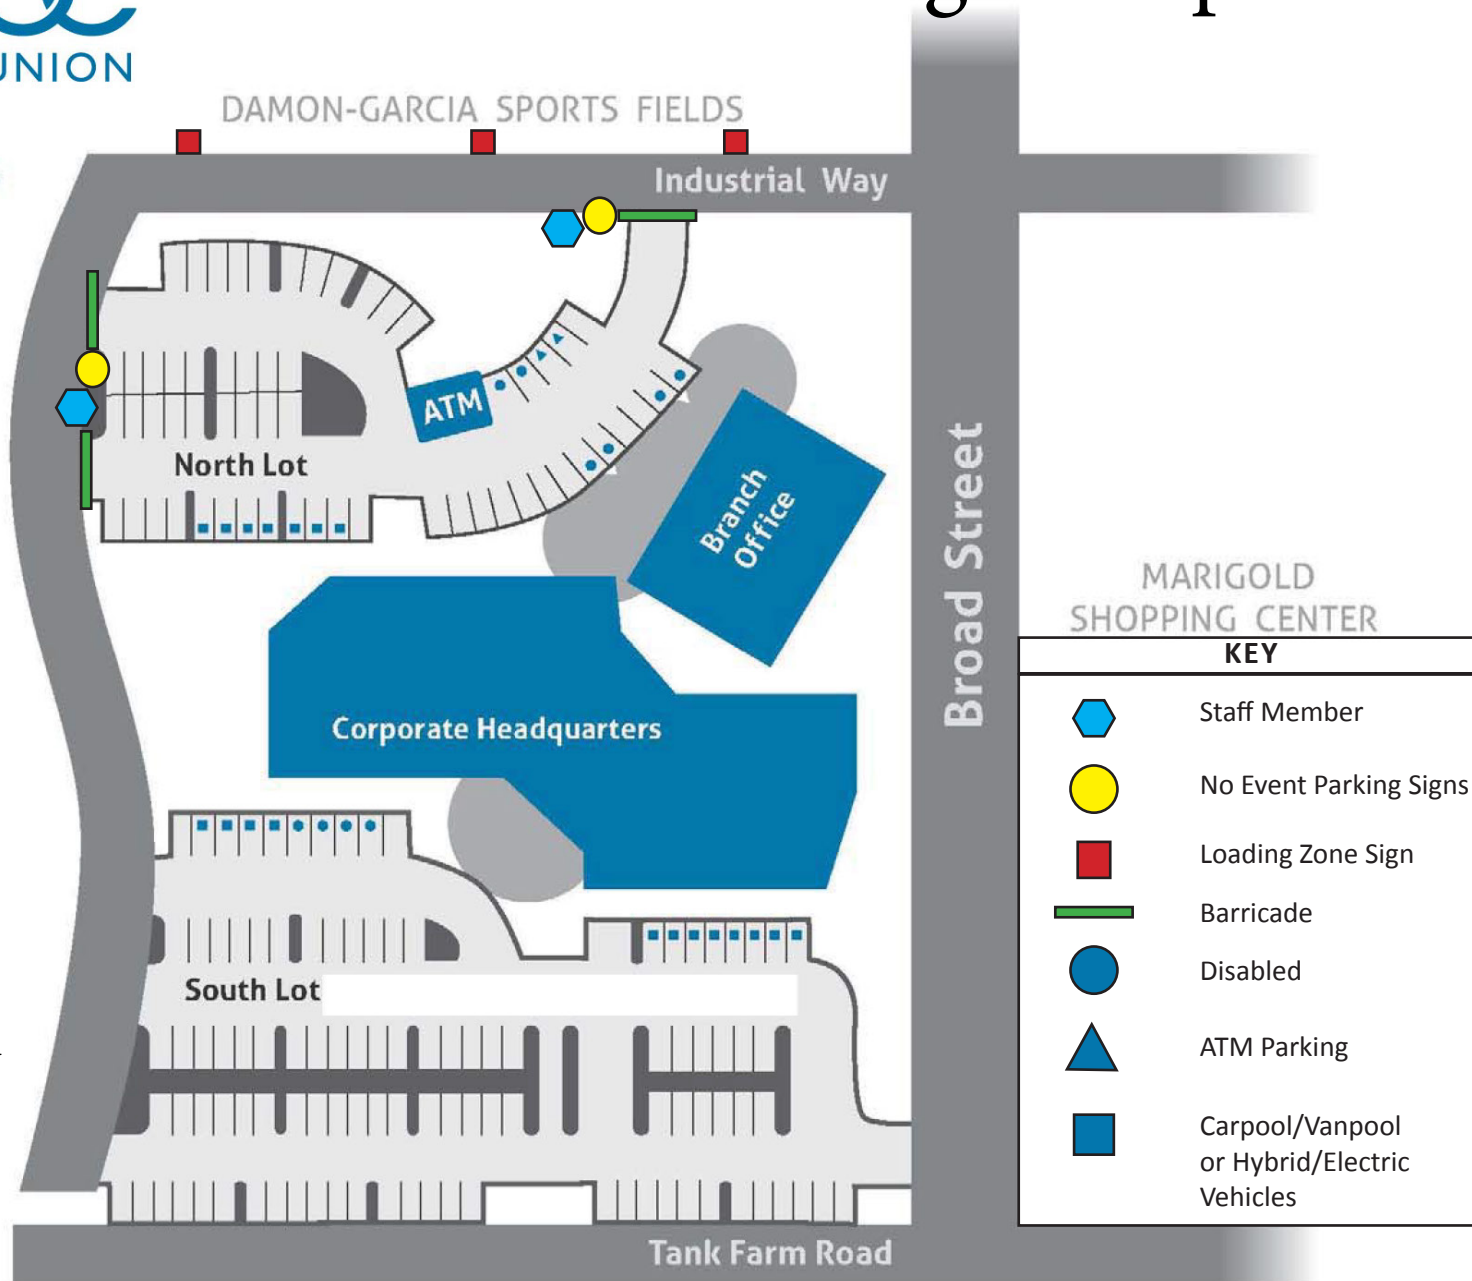 UNION
DAMON-GARCIA SPORTS FIELDS
Industrial Way
ATM
North Lot
Branch
Office
Broad Street
MARIGOLD
SHOPPING CENTER
Corporate Headquarters
South Lot
Tank Farm Road
KEY
Staff Member
No Event Parking Signs
Loading Zone Sign
Barricade
Disabled
ATM Parking
Carpool/Vanpool
or Hybrid/Electric
Vehicles